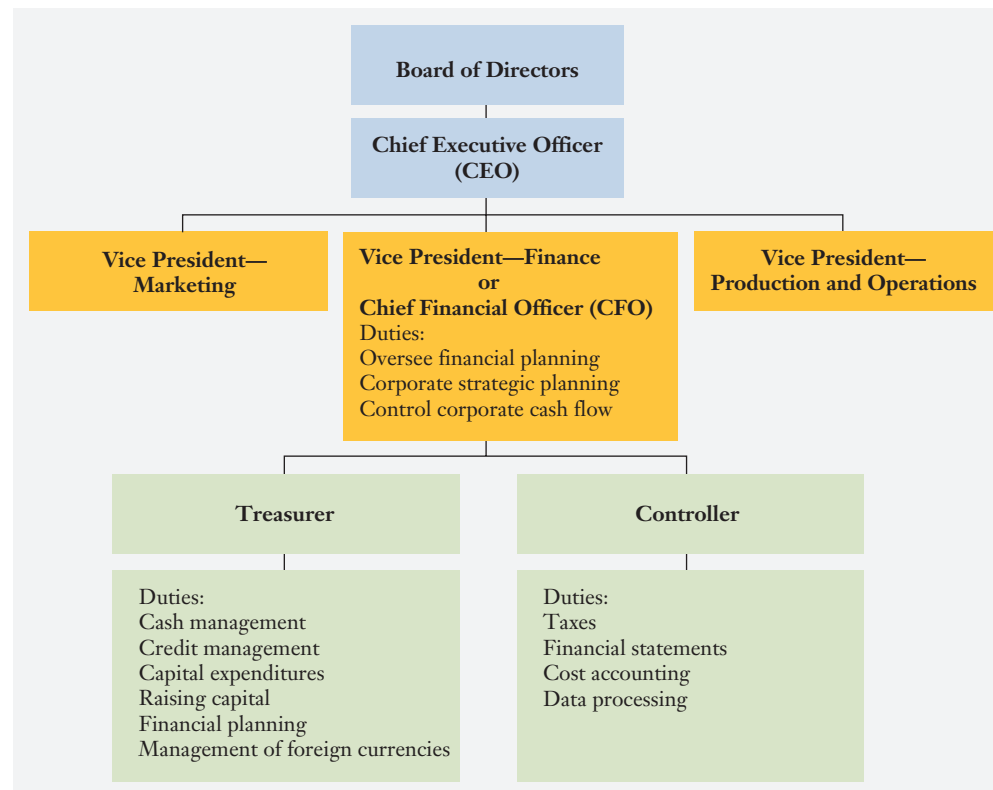 Board of Directors
Chief Executive Officer
(CEO)
Vice President—
Marketing
Vice President—Finance
or
Chief Financial Officer (CFO)
Duties:
Oversee financial planning
Corporate strategic planning
Control corporate cash flow
Vice President—
Production and Operations
Treasurer
Duties:
Cash management
Credit management
Capital expenditures
Raising capital
Financial planning
Management of foreign currencies
Controller
Duties:
Taxes
Financial statements
Cost accounting
Data processing